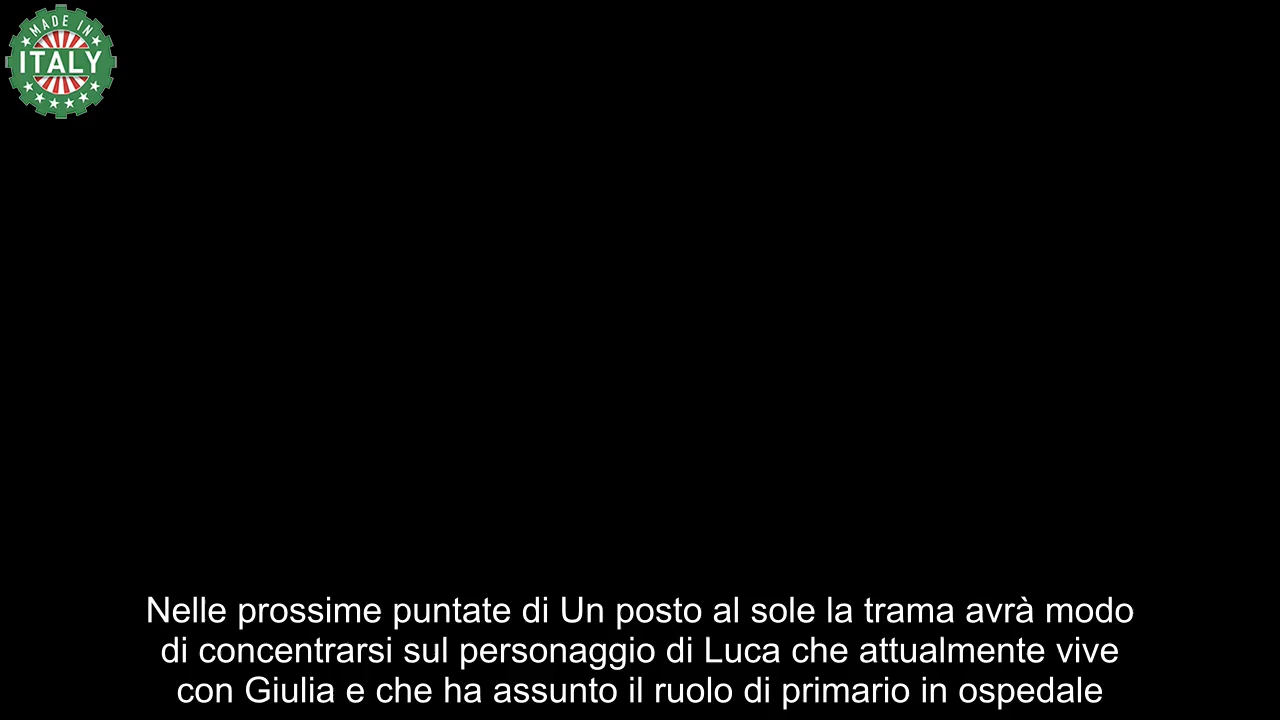 MADE IN
ITALY
Nelle prossime puntate di Un posto al sole la trama avrà modo
di concentrarsi sul personaggio di Luca che attualmente vive
con Giulia e che ha assunto il ruolo di primario in ospedale